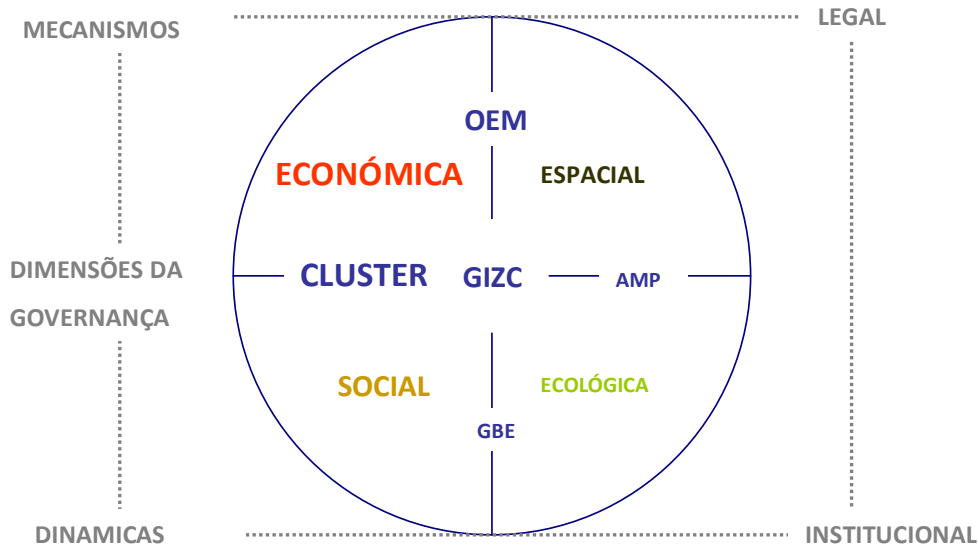 MECANISMOS
LEGAL
OEM
ECONÓMICA
ESPACIAL
DIMENSÕES DA
GOVERNANÇA
CLUSTER
GIZC
AMP
SOCIAL
ECOLÓGICA
GBE
DINAMICAS
INSTITUCIONAL